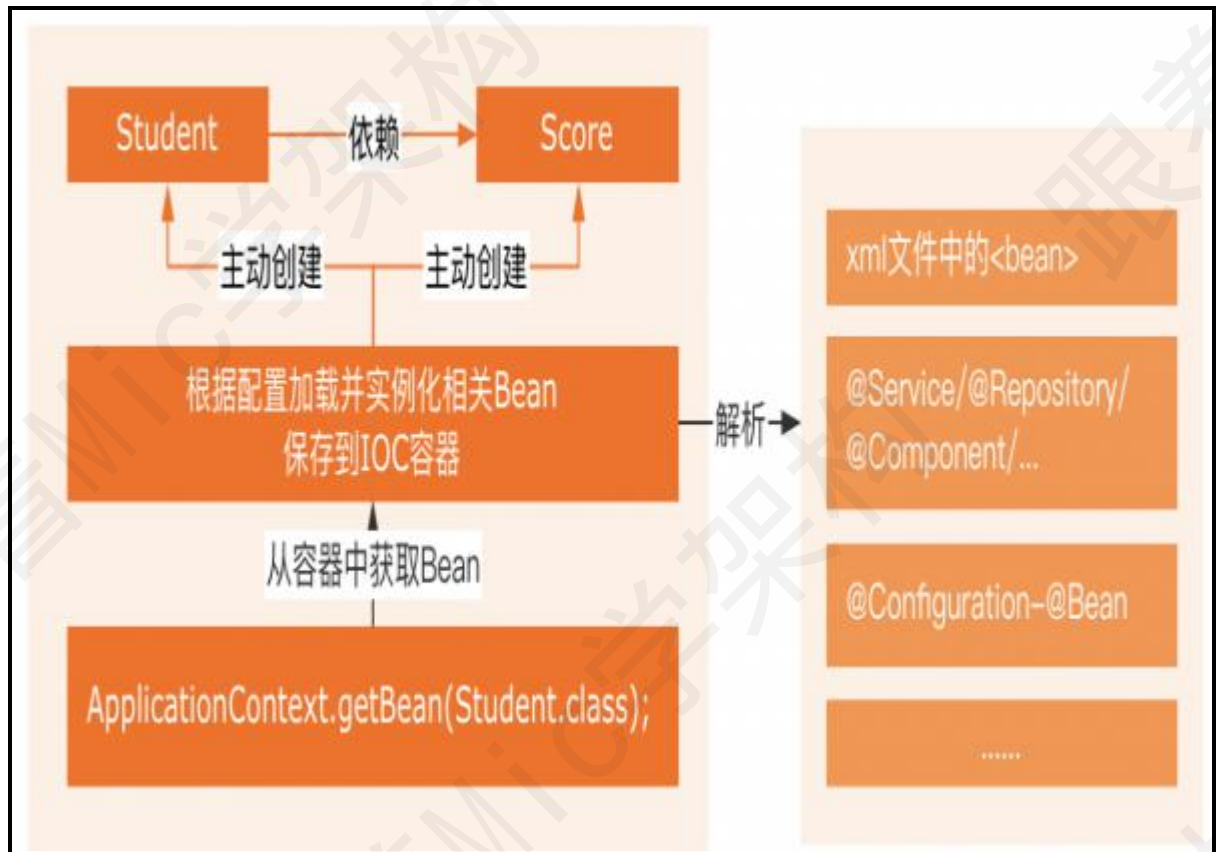 Student
依赖
Score
主动创建
主动创建
根据配置加载并实例化相关Bean
保存到IOC容器
从容器中获取Bean
ApplicationContext.getBean(Student.class);
解析
xml文件中的<bean>
@Service/@Repository/
@Component/...
@Configuration-@Bean
......